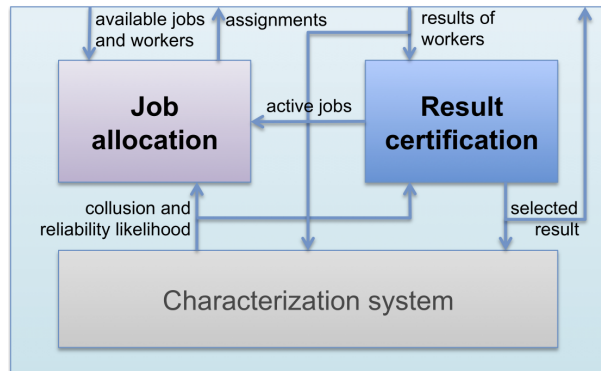 available jobs
and workers
assignments
results of
workers
Job
allocation
active jobs
Result
certification
collusion and
reliability likelihood
selected
result
Characterization system